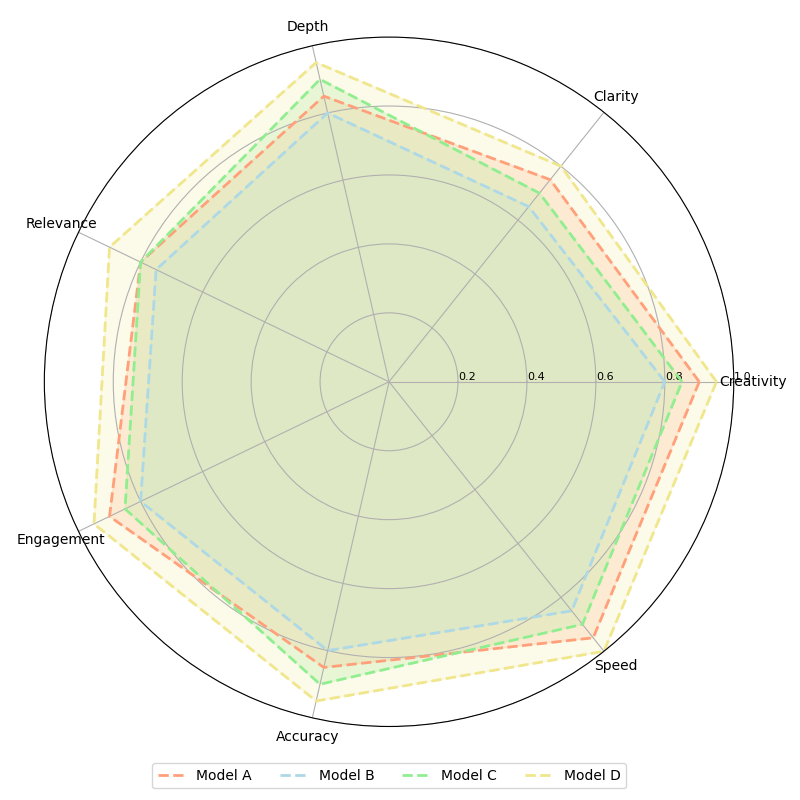 Depth
Clarity
Relevance
0.2 0.4 0.6 0.8 1.0
Creativity
Engagement
Speed
Accuracy
Model A Model B Model C Model D